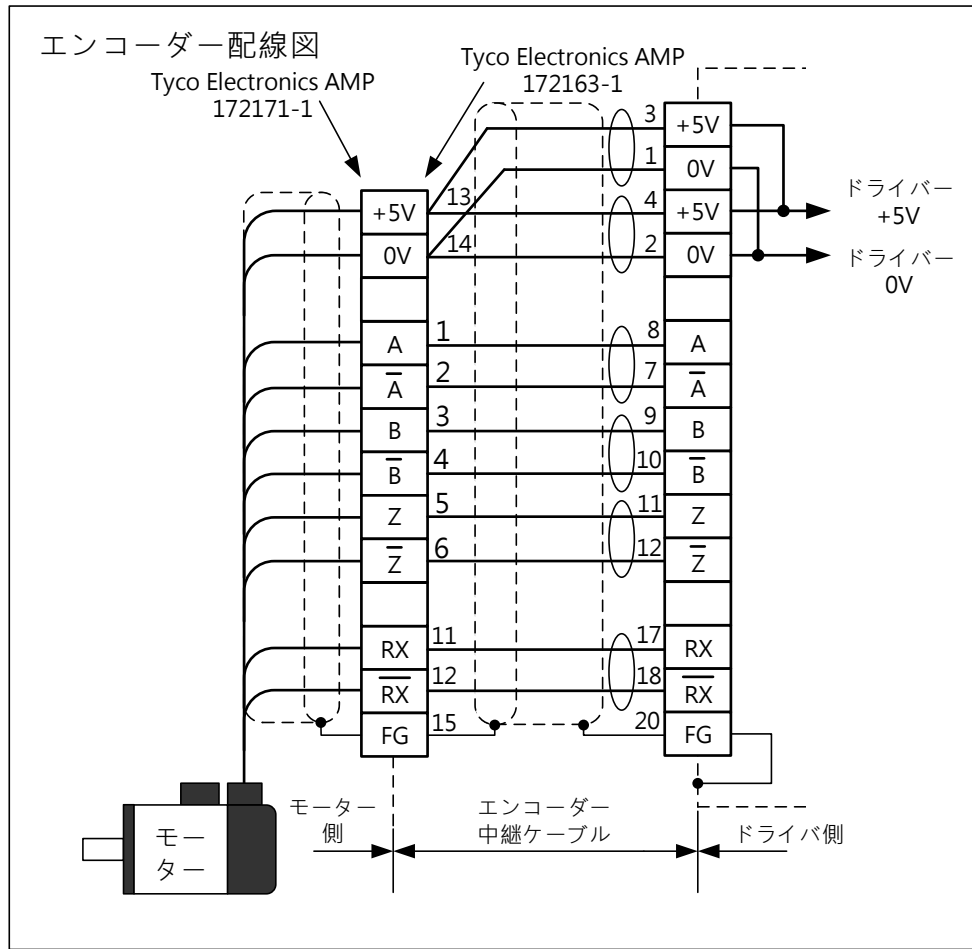 エンコーダー配線図
Tyco Electronics AMP
172171-1
Tyco Electronics AMP
172163-1
+5V
0V
A
A̅
B
B̅
Z
Z̅
RX
R̅X̅
FG
13
14
1
2
3
4
5
6
11
12
15
3
1
4
2
8
7
9
10
11
12
17
18
20
+5V
0V
+5V
0V
A
A̅
B
B̅
Z
Z̅
RX
R̅X̅
FG
ドライバー
+5V
ドライバー
0V
モー
ター
モーター
側
エンコーダー
中継ケーブル
ドライバ側